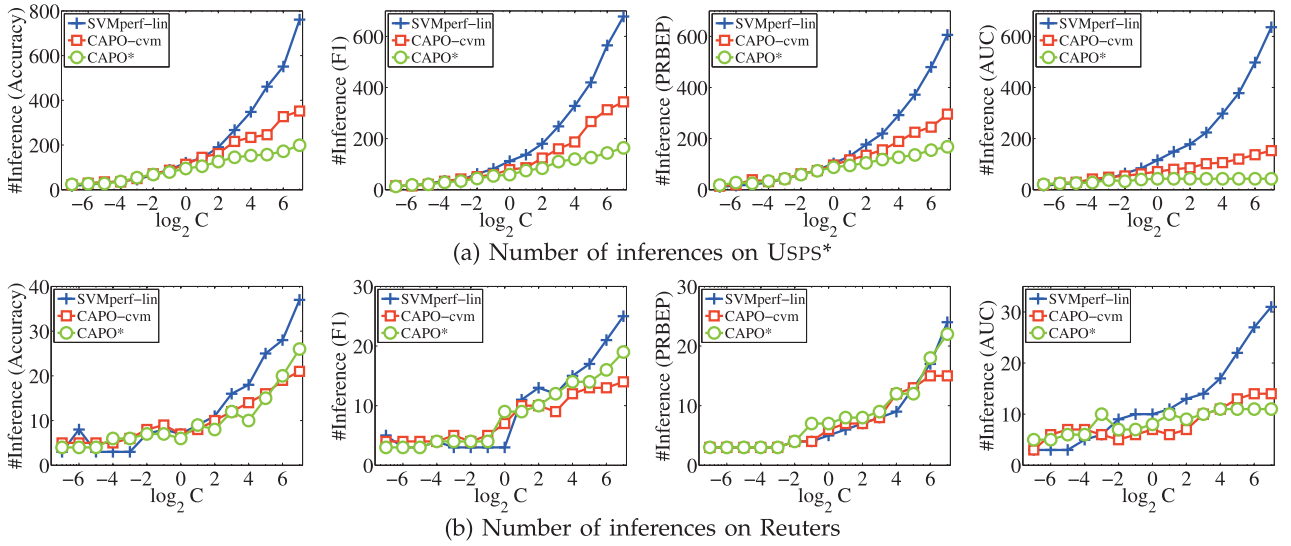 #Inference (Accuracy)
800
600
400
200
0
SVMperf−lin
CAPO−cvm
CAPO*
−6 −4 −2 0 2 4 6
log2 C
#Inference (F1)
600
400
200
0
SVMperf−lin
CAPO−cvm
CAPO*
−6 −4 −2 0 2 4 6
log2 C
#Inference (PRBEP)
600
400
200
0
SVMperf−lin
CAPO−cvm
CAPO*
−6 −4 −2 0 2 4 6
log2 C
#Inference (AUC)
600
400
200
0
SVMperf−lin
CAPO−cvm
CAPO*
−6 −4 −2 0 2 4 6
log2 C
(a) Number of inferences on USPS*
#Inference (Accuracy)
40
30
20
10
0
SVMperf−lin
CAPO−cvm
CAPO*
−6 −4 −2 0 2 4 6
log2 C
#Inference (F1)
30
20
10
0
SVMperf−lin
CAPO−cvm
CAPO*
−6 −4 −2 0 2 4 6
log2 C
#Inference (PRBEP)
30
20
10
0
SVMperf−lin
CAPO−cvm
CAPO*
−6 −4 −2 0 2 4 6
log2 C
#Inference (AUC)
30
20
10
0
SVMperf−lin
CAPO−cvm
CAPO*
−6 −4 −2 0 2 4 6
log2 C
(b) Number of inferences on Reuters